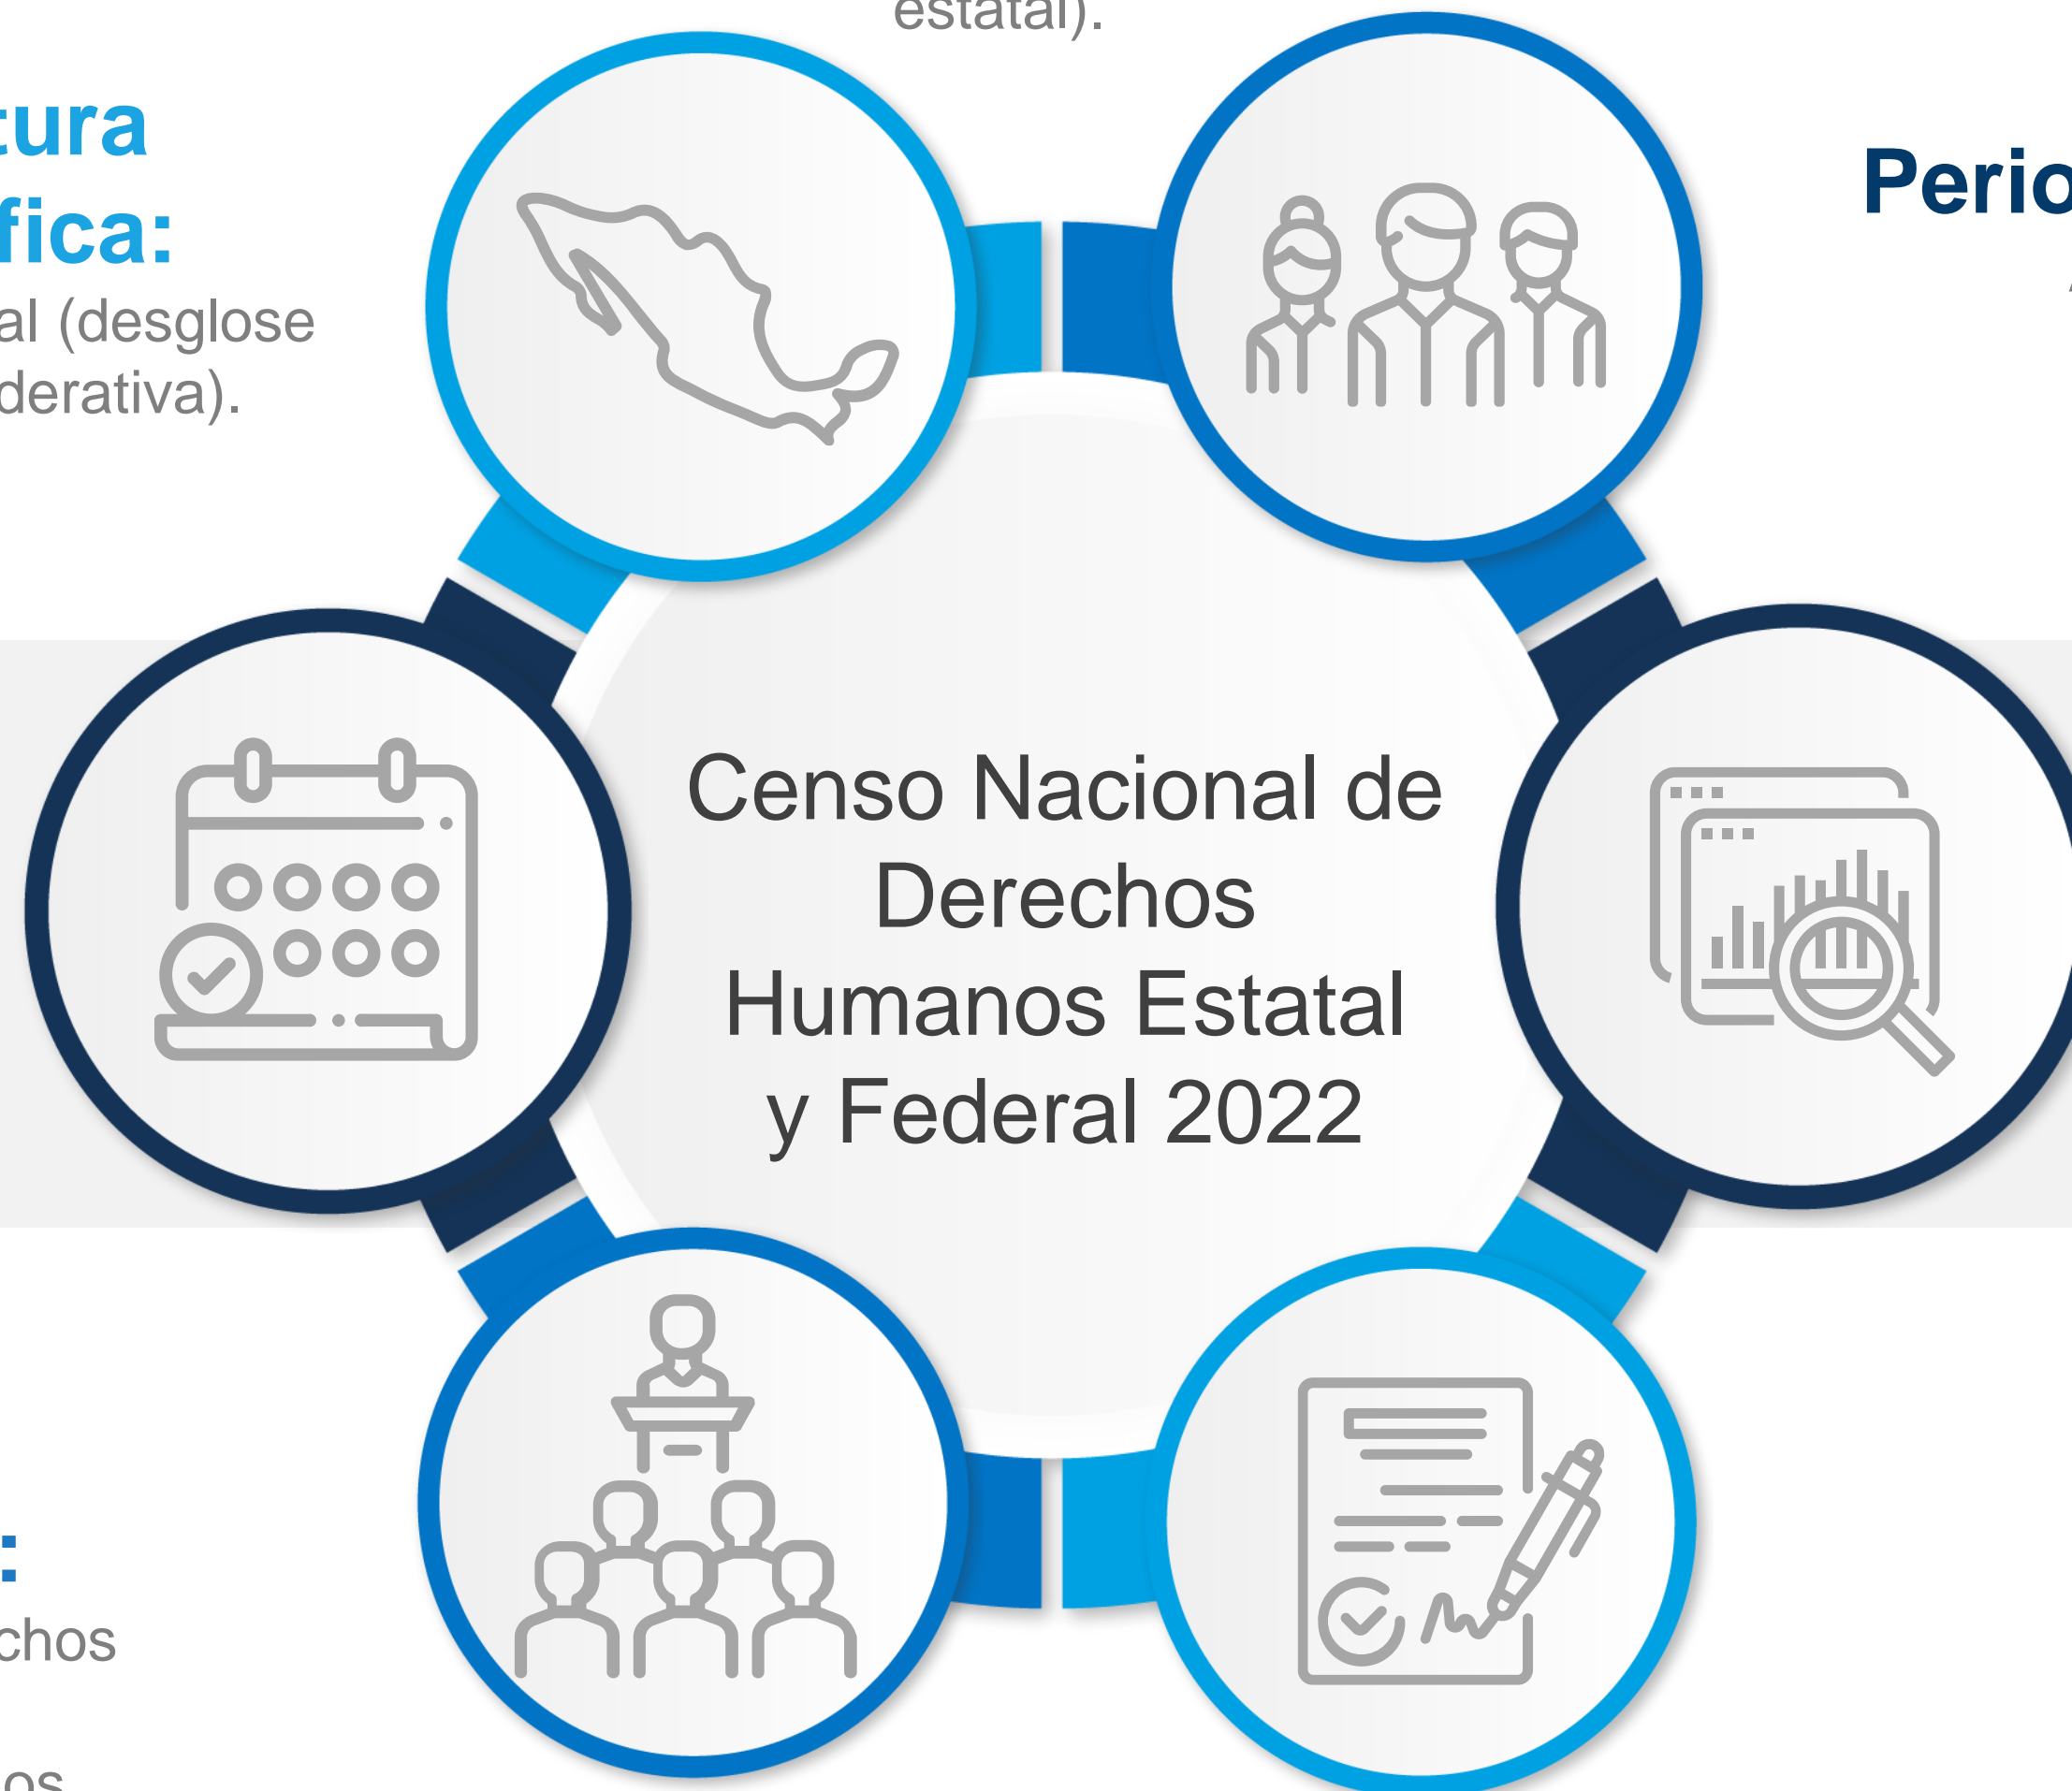 estatal).
tura
fica:
al (desglose
derativa).
Perio
Censo Nacional de
Derechos
Humanos Estatal
y Federal 2022
:
chos
os